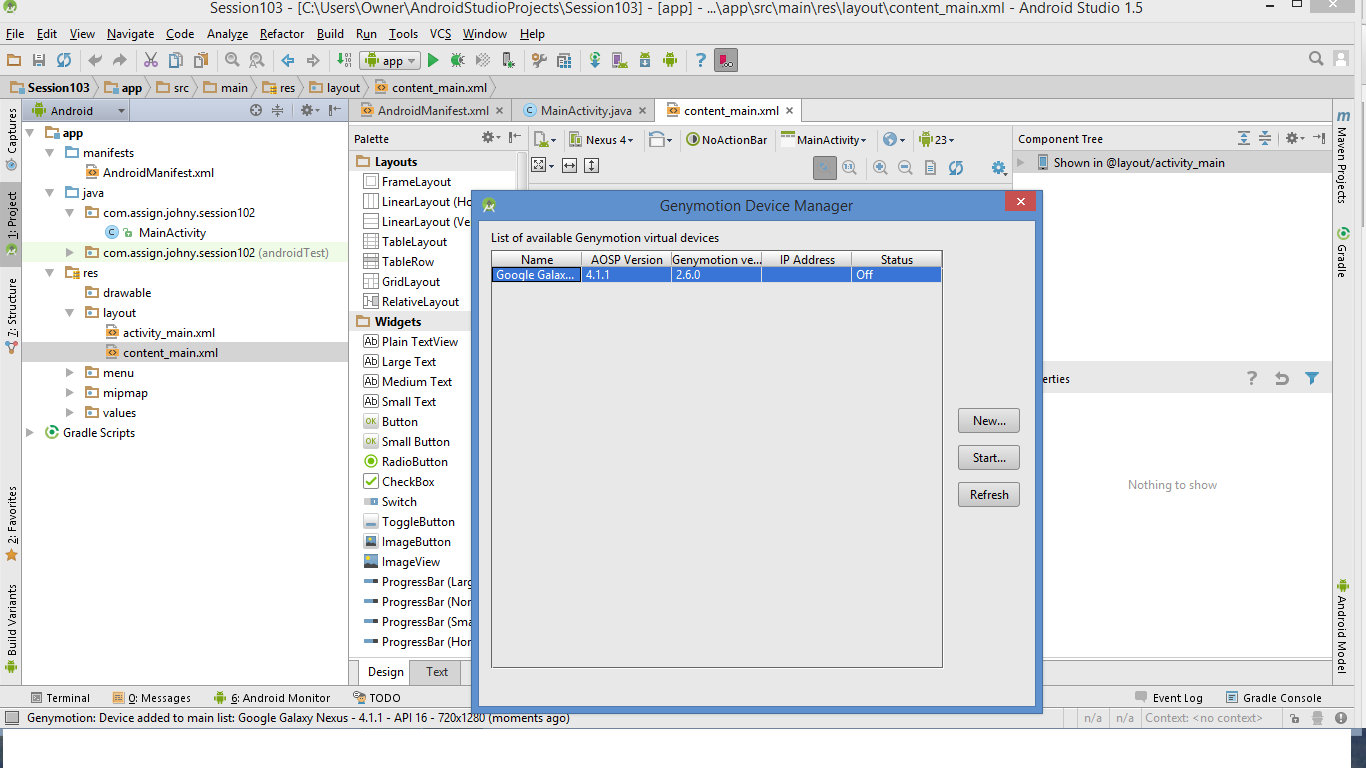 Session103 - [C:\Users\Owner\AndroidStudioProjects\Session103] - [app] - ...\app\src\main\res\layout\content_main.xml - Android Studio 1.5
File Edit View Navigate Code Analyze Refactor Build Run Tools VCS Window Help
app
Session103 app src main res layout content_main.xml
Android
AndroidManifest.xml MainActivity.java content_main.xml
Captures
1: Project
7: Structure
2: Favorites
Build Variants
app
manifests
AndroidManifest.xml
java
com.assign.johny.session102
MainActivity
com.assign.johny.session102 (androidTest)
res
drawable
layout
activity_main.xml
content_main.xml
menu
mipmap
values
Gradle Scripts
Palette
Layouts
FrameLayout
LinearLayout (Ho
LinearLayout (Ve
TableLayout
TableRow
GridLayout
RelativeLayout
Widgets
Ab Plain TextView
Ab Large Text
Ab Medium Text
Ab Small Text
OK Button
OK Small Button
RadioButton
CheckBox
Switch
ToggleButton
ImageButton
ImageView
ProgressBar (Larg
ProgressBar (Nor
ProgressBar (Sma
ProgressBar (Hor
Design Text
Nexus 4 NoActionBar MainActivity 23
1:1
Component Tree
Shown in @layout/activity_main
erties
Nothing to show
Genymotion Device Manager
List of available Genymotion virtual devices
Name AOSP Version Genymotion ve... IP Address Status
Google Galax... 4.1.1 2.6.0 Off
New...
Start...
Refresh
m Maven Projects
Gradle
Android Model
Terminal 0: Messages 6: Android Monitor TODO Event Log Gradle Console
Genymotion: Device added to main list: Google Galaxy Nexus - 4.1.1 - API 16 - 720x1280 (moments ago) n/a n/a Context: <no context>